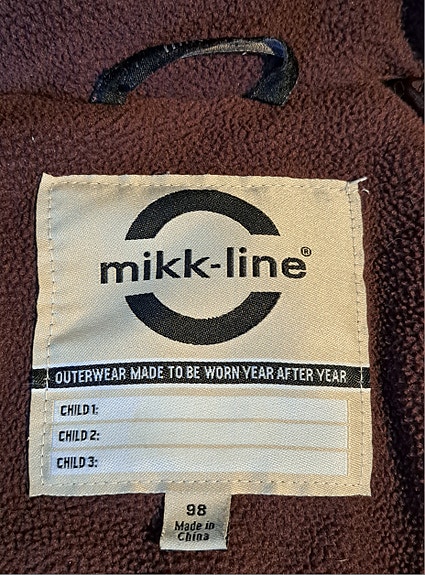 mikk-line®
OUTERWEAR MADE TO BE WORN YEAR AFTER YEAR
CHILD 1:
CHILD 2:
CHILD 3:
98
Made in
China